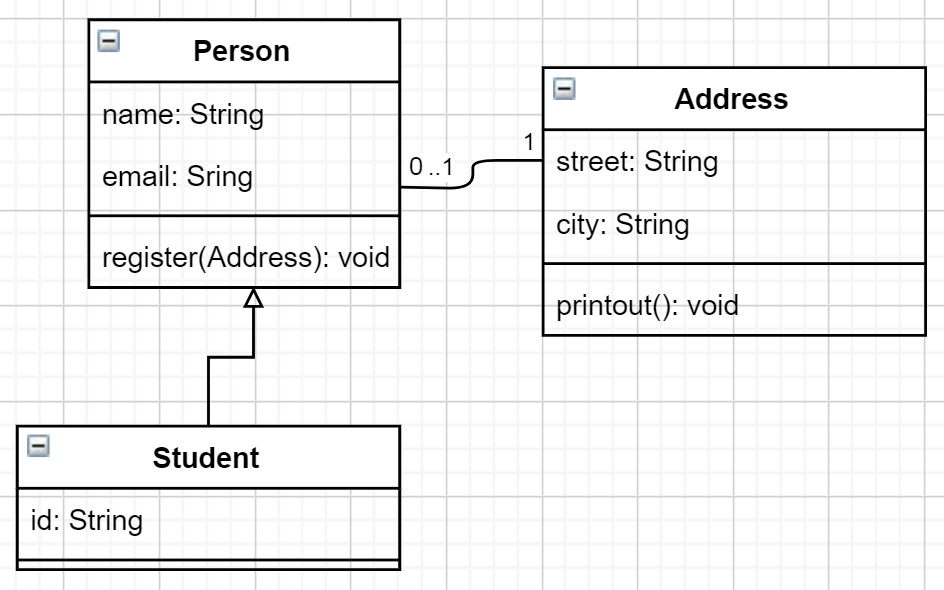 Person
name: String
email: Sring
register(Address): void
0 ..1
1
Address
street: String
city: String
printout(): void
Student
id: String